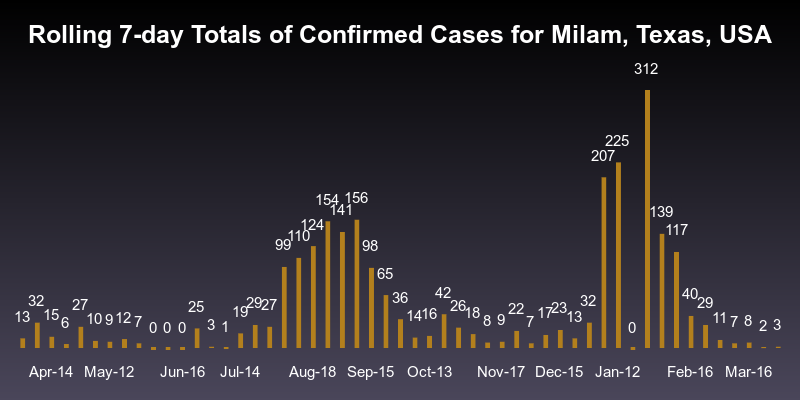 Rolling 7-day Totals of Confirmed Cases for Milam, Texas, USA
13 32 15 6 27 10 9 12 7 0 0 0 25 3 1 19 29 27 99 110 124 154 141 156 98 65 36 14 16 42 26 18 8 9 22 7 17 23 13 32 207 225 0 312 139 117 40 29 11 7 8 2 3
Apr-14 May-12 Jun-16 Jul-14 Aug-18 Sep-15 Oct-13 Nov-17 Dec-15 Jan-12 Feb-16 Mar-16